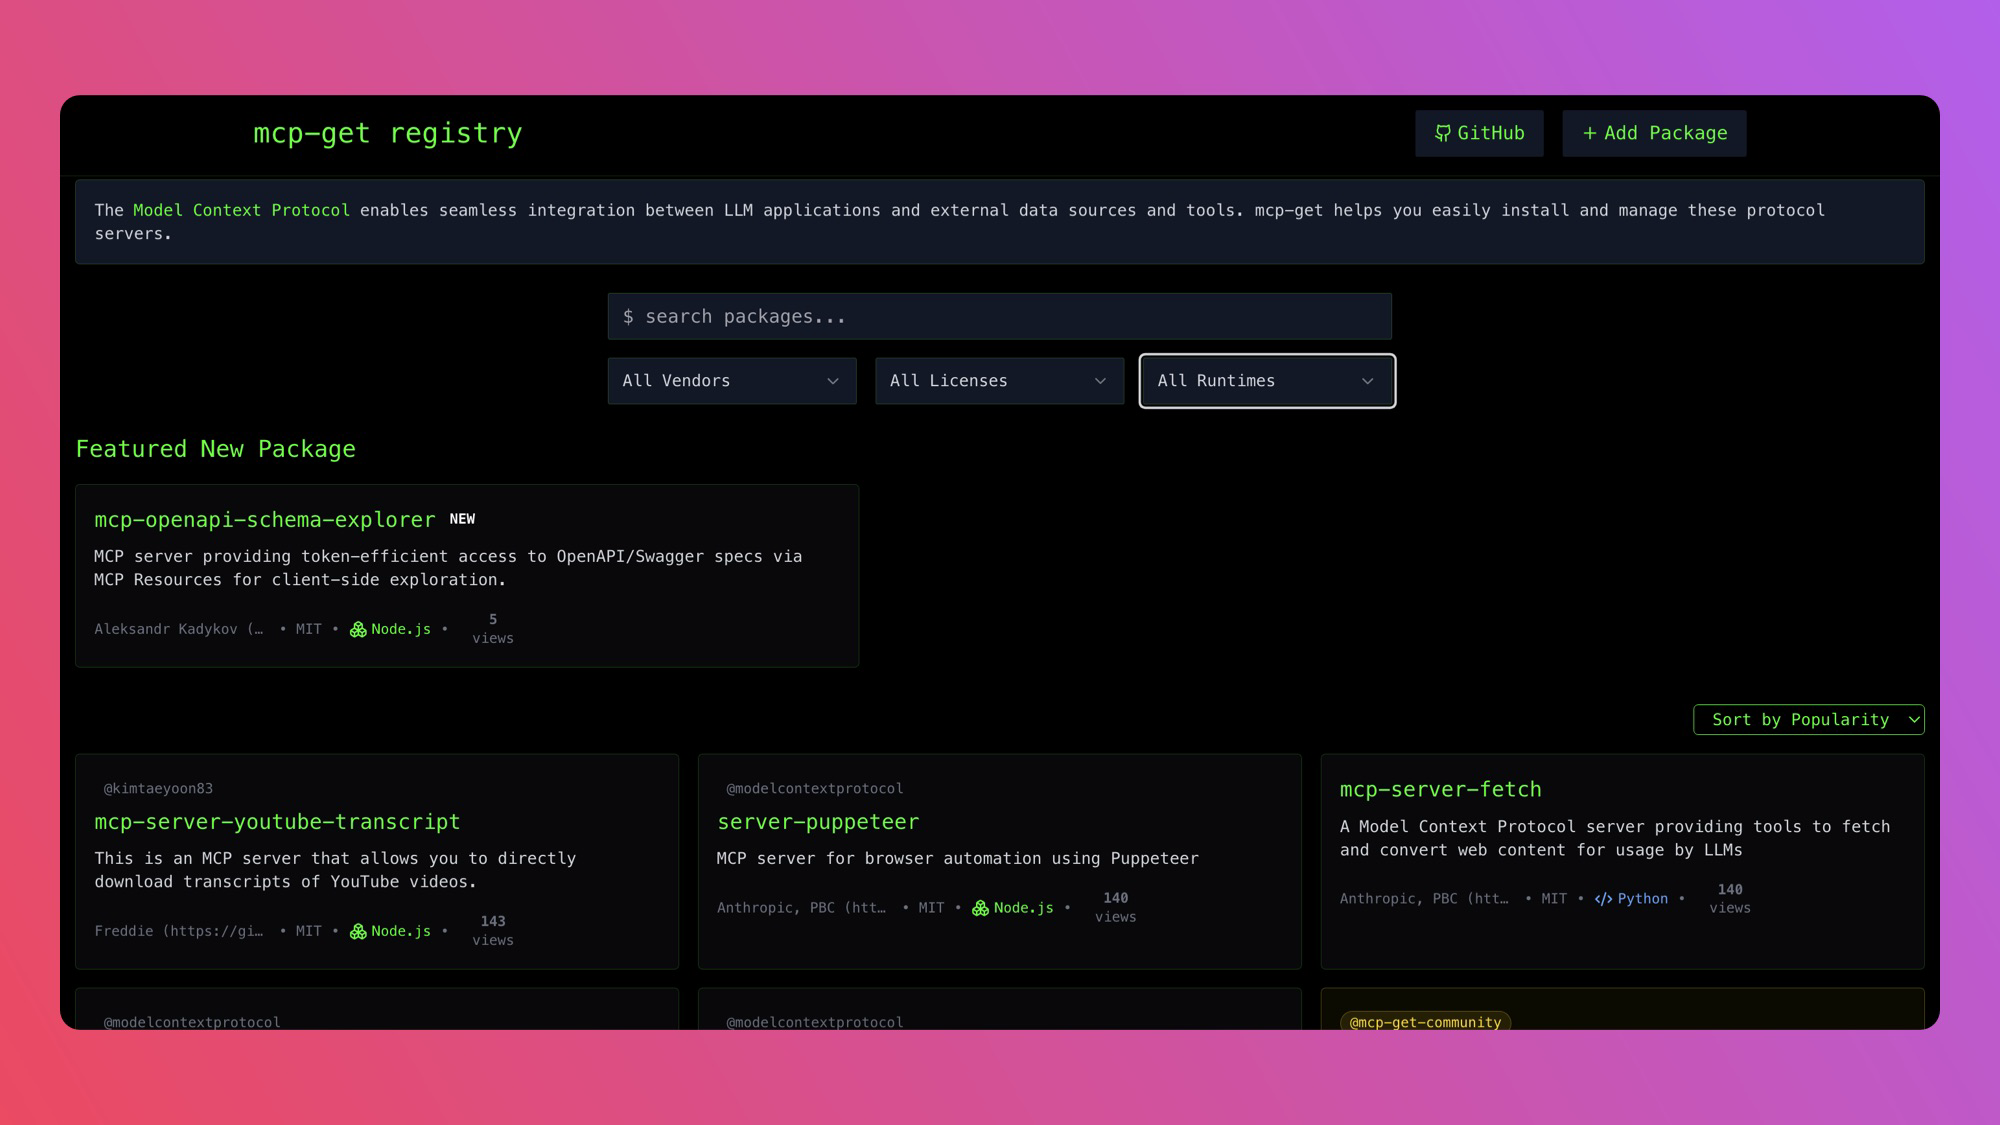 mcp-get registry
GitHub
+ Add Package
The Model Context Protocol enables seamless integration between LLM applications and external data sources and tools. mcp-get helps you easily install and manage these protocol
servers.
$ search packages...
All Vendors
All Licenses
All Runtimes
Featured New Package
mcp-openapi-schema-explorer NEW
MCP server providing token-efficient access to OpenAPI/Swagger specs via
MCP Resources for client-side exploration.
Aleksandr Kadykov (… • MIT • Node.js • 5 views
Sort by Popularity
@kimtaeyoon83
mcp-server-youtube-transcript
This is an MCP server that allows you to directly
download transcripts of YouTube videos.
Freddie (https://gi… • MIT • Node.js • 143 views
@modelcontextprotocol
server-puppeteer
MCP server for browser automation using Puppeteer
Anthropic, PBC (htt… • MIT • Node.js • 140 views
mcp-server-fetch
A Model Context Protocol server providing tools to fetch
and convert web content for usage by LLMs
Anthropic, PBC (htt… • MIT • </> Python • 140 views
@modelcontextprotocol
@modelcontextprotocol
@mcp-get-community